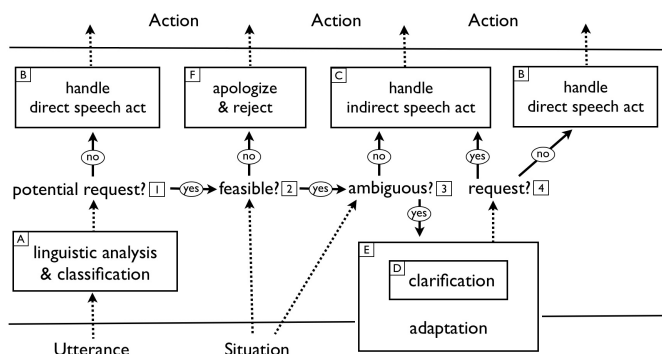 Action Action Action
B F C B
handle apologize handle handle
direct speech act & reject indirect speech act direct speech act
no no no yes no
potential request? 1 yes feasible? 2 yes ambiguous? 3 request? 4
yes
A
linguistic analysis
& classification
E
D
clarification
adaptation
Utterance Situation